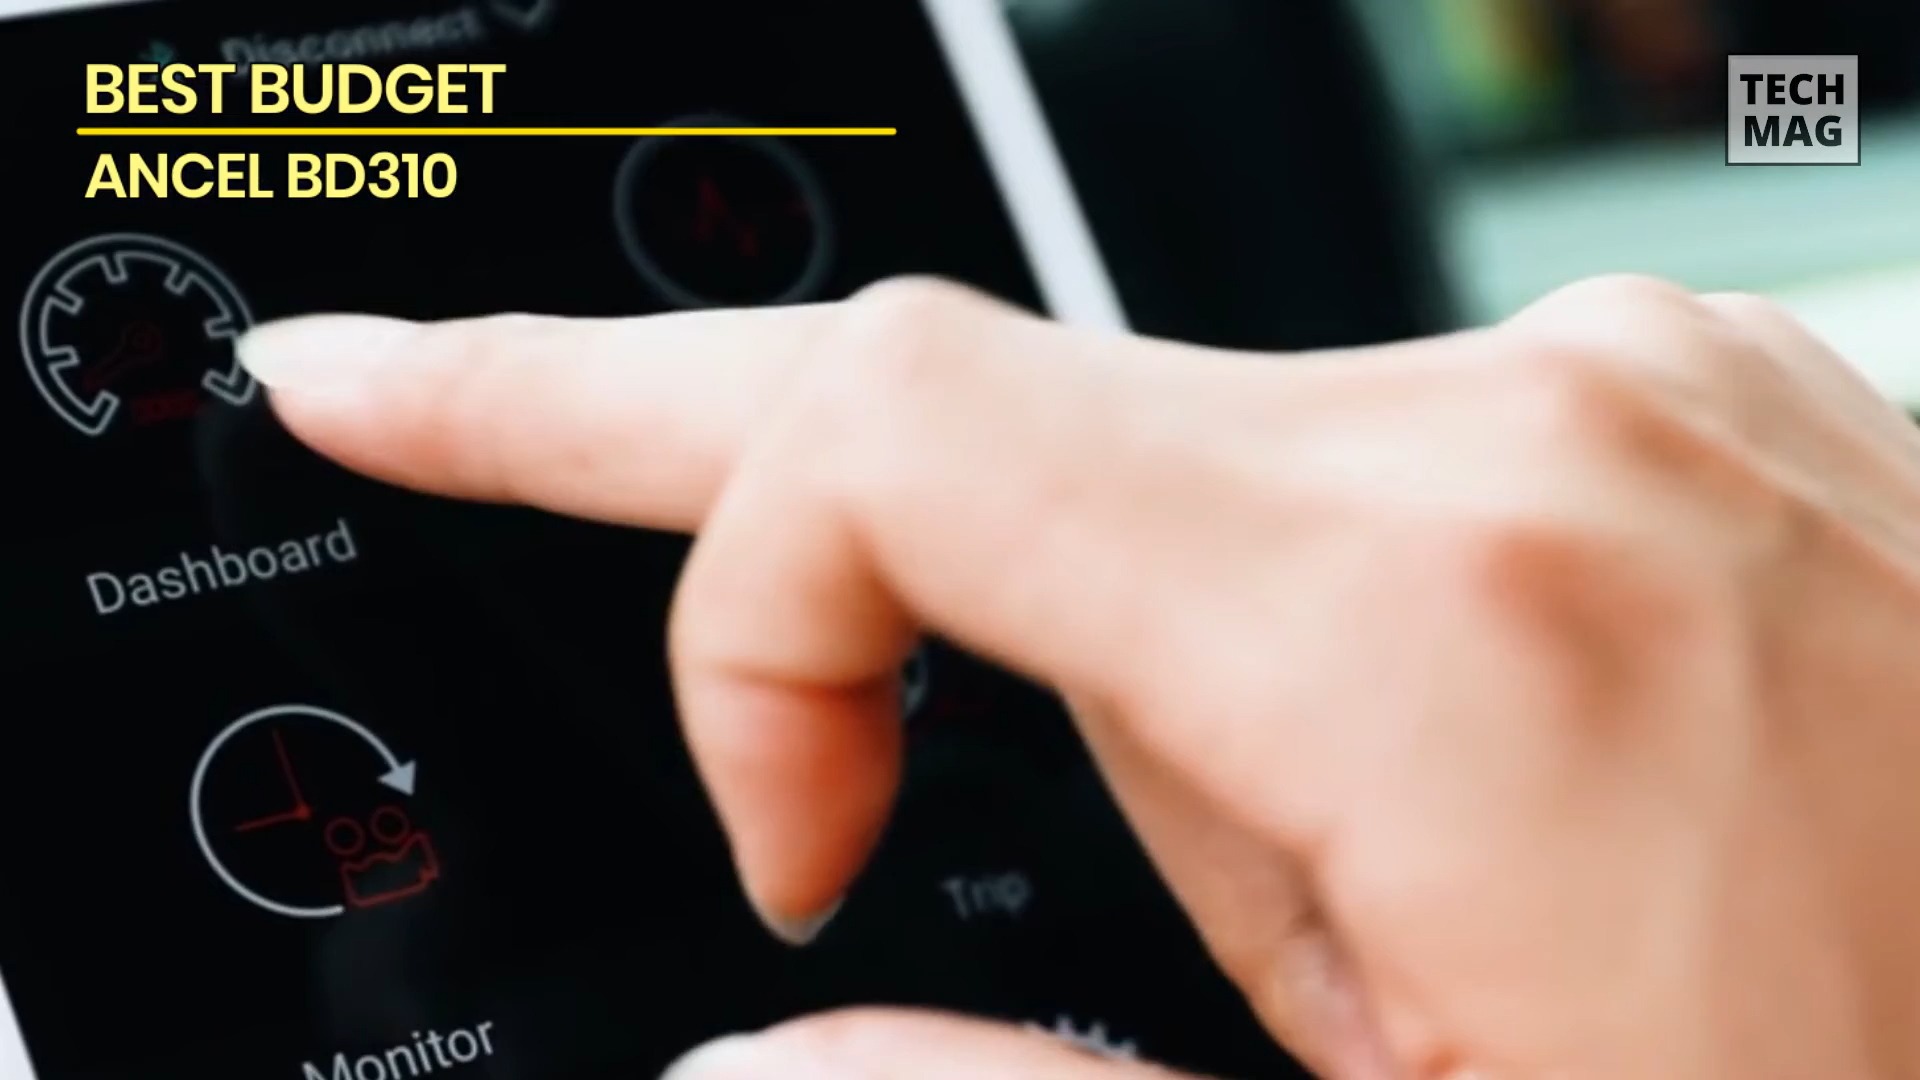 Disconnect
BEST BUDGET
ANCEL BD310
TECH
MAG
Dashboard
Trip
Monitor